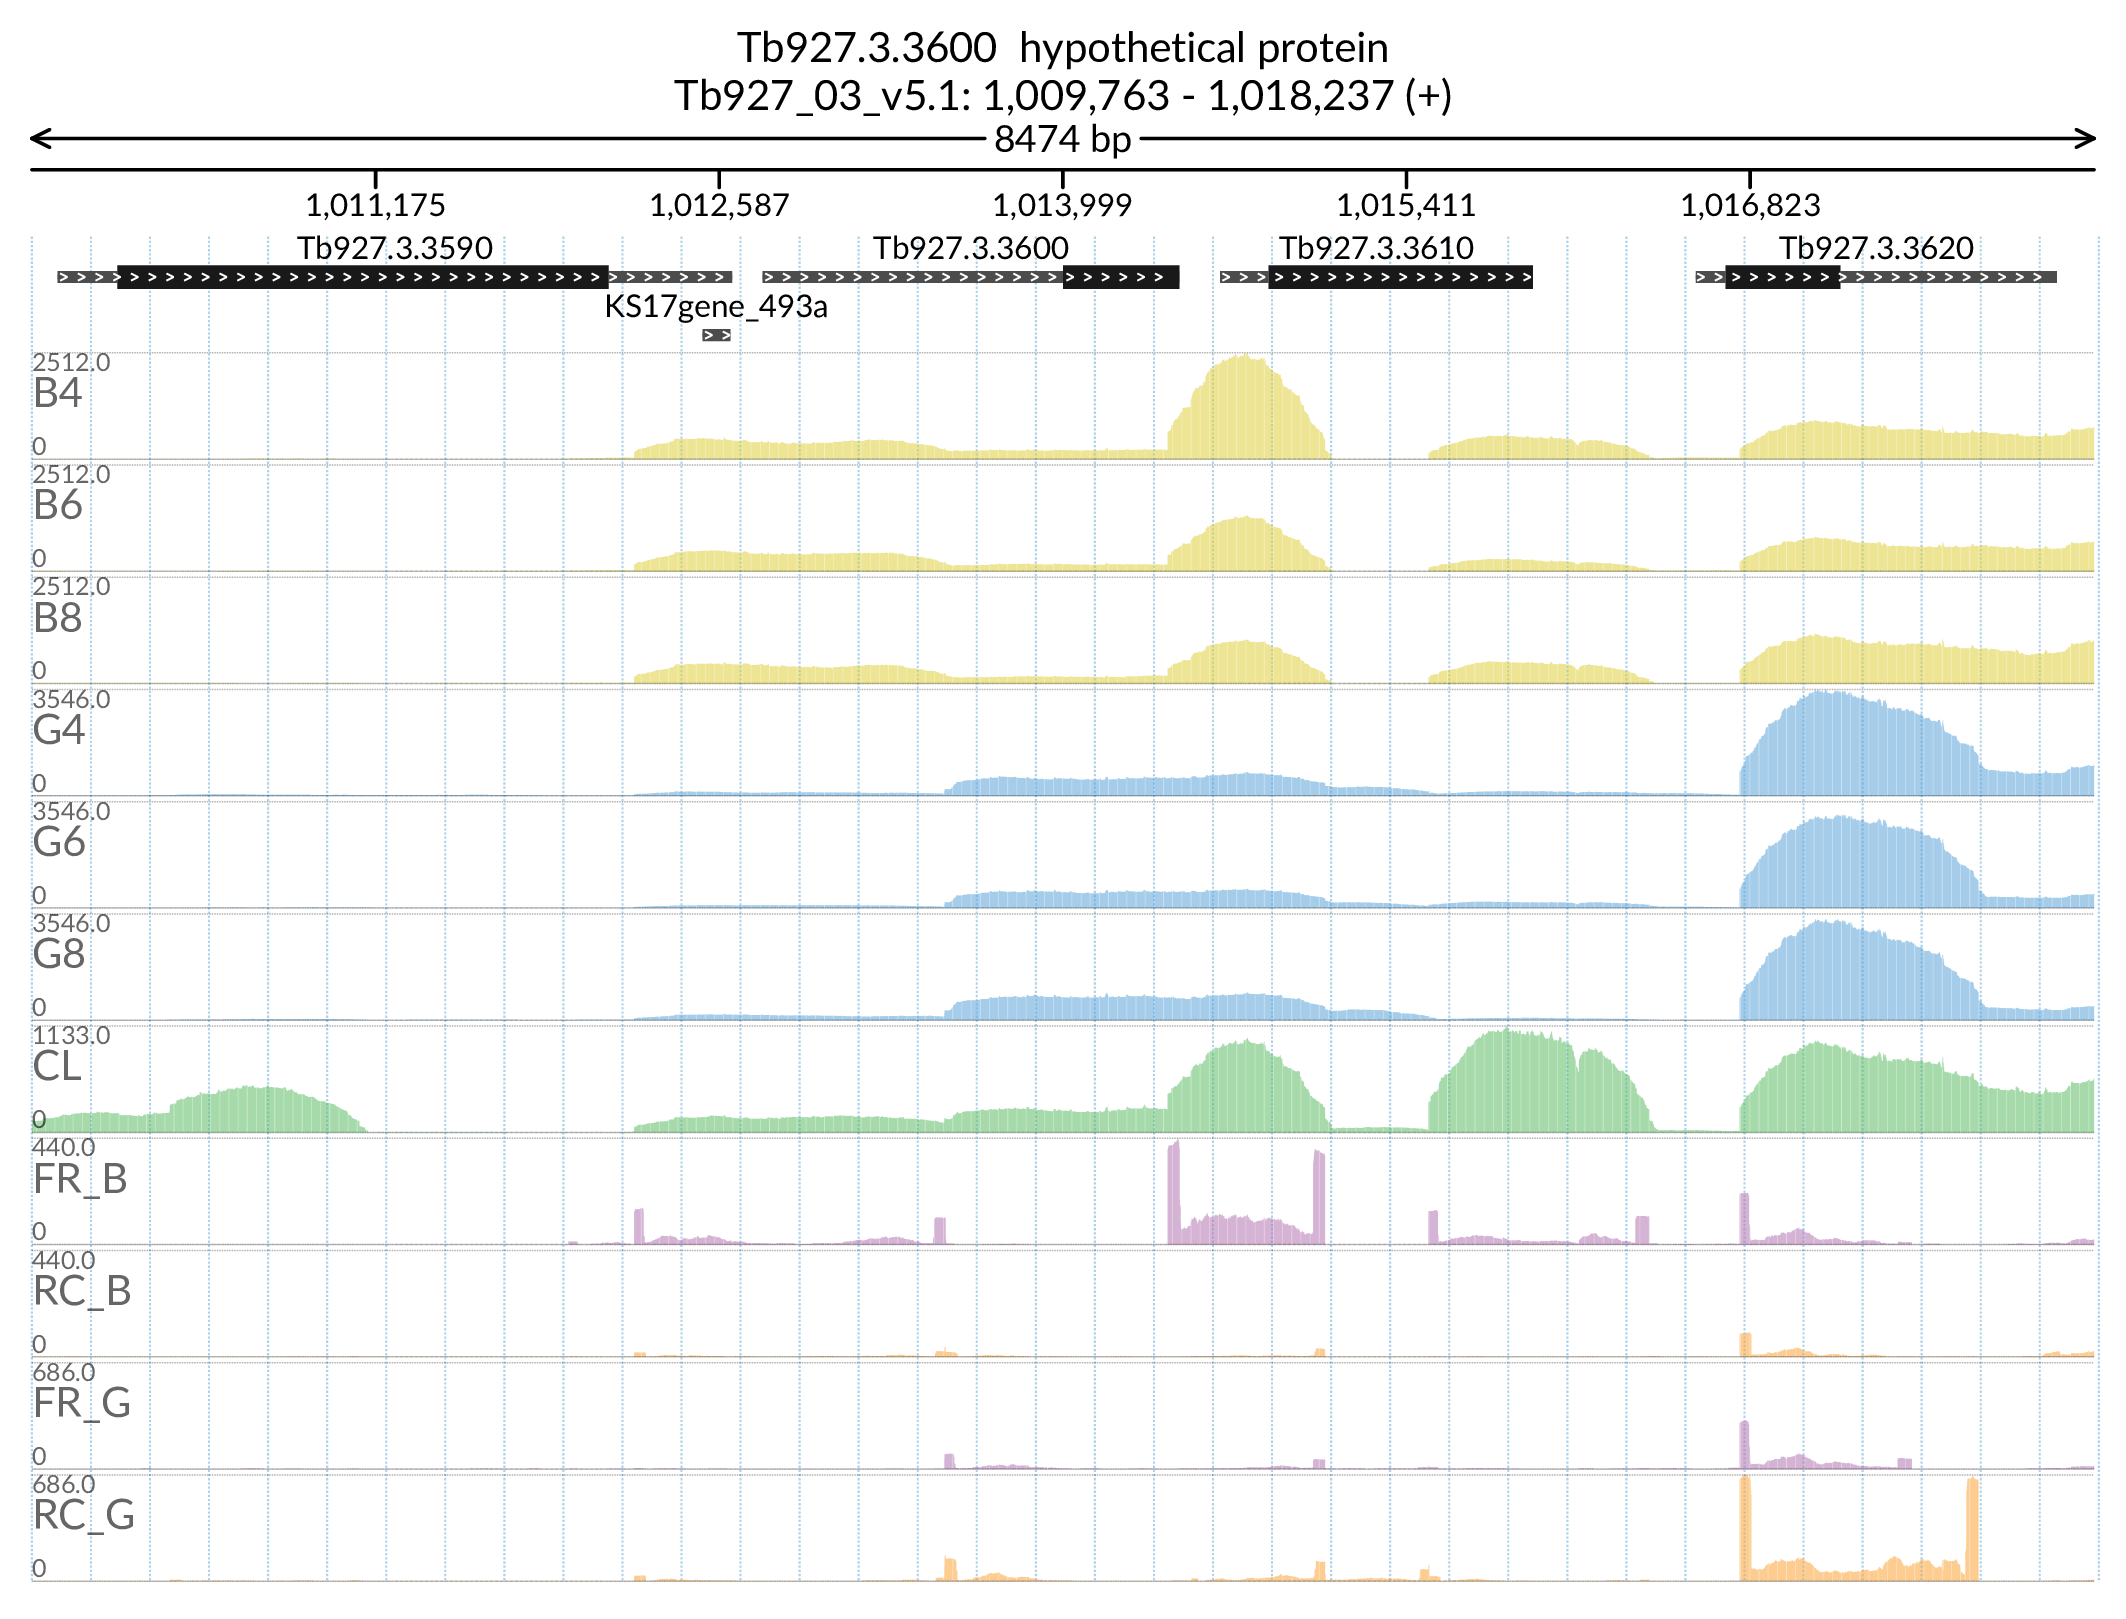 Tb927.3.3600  hypothetical protein
Tb927_03_v5.1: 1,009,763 - 1,018,237 (+)
8474 bp
1,011,175 1,012,587 1,013,999 1,015,411 1,016,823
Tb927.3.3590 Tb927.3.3600 Tb927.3.3610 Tb927.3.3620
KS17gene_493a
2512.0
B4
0
2512.0
B6
0
2512.0
B8
0
3546.0
G4
0
3546.0
G6
0
3546.0
G8
0
1133.0
CL
0
440.0
FR_B
0
440.0
RC_B
0
686.0
FR_G
0
686.0
RC_G
0